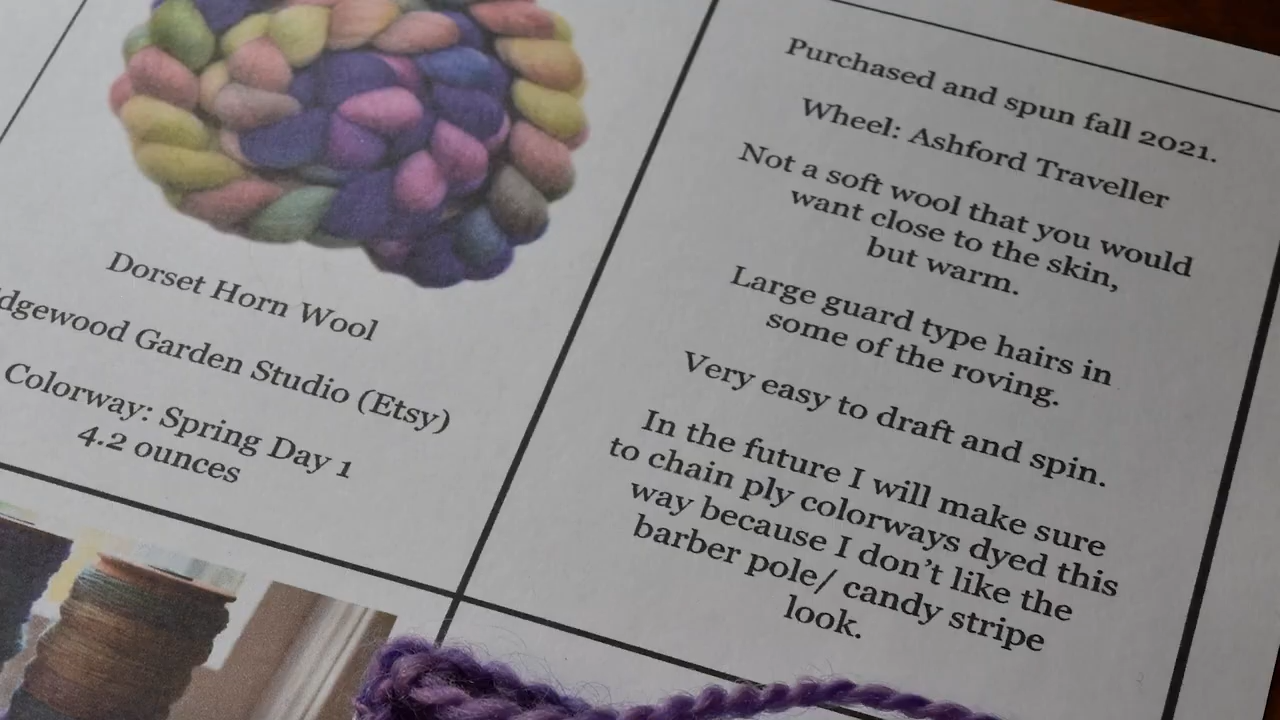 Dorset Horn Wool
dgewood Garden Studio (Etsy)
Colorway: Spring Day 1
4.2 ounces
Purchased and spun fall 2021.
Wheel: Ashford Traveller
Not a soft wool that you would
want close to the skin,
but warm.
Large guard type hairs in
some of the roving.
Very easy to draft and spin.
In the future I will make sure
to chain ply colorways dyed this
way because I don't like the
barber pole/ candy stripe
look.